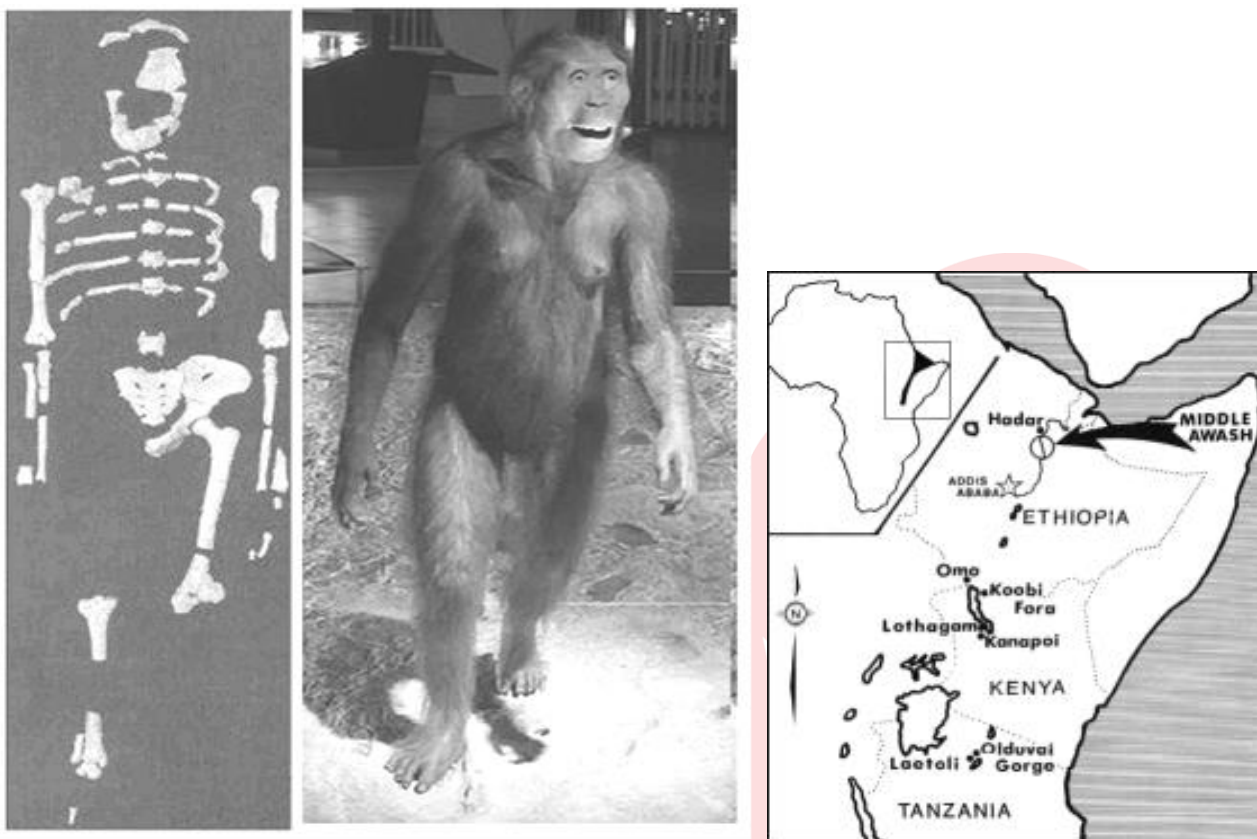 Hadar
MIDDLE
AWASH
ADDIS
ABABA
ETHIOPIA
Omo
Koobi
Fora
N
Lothagam
Kanapoi
KENYA
Olduvai
Laetoli
Gorge
TANZANIA